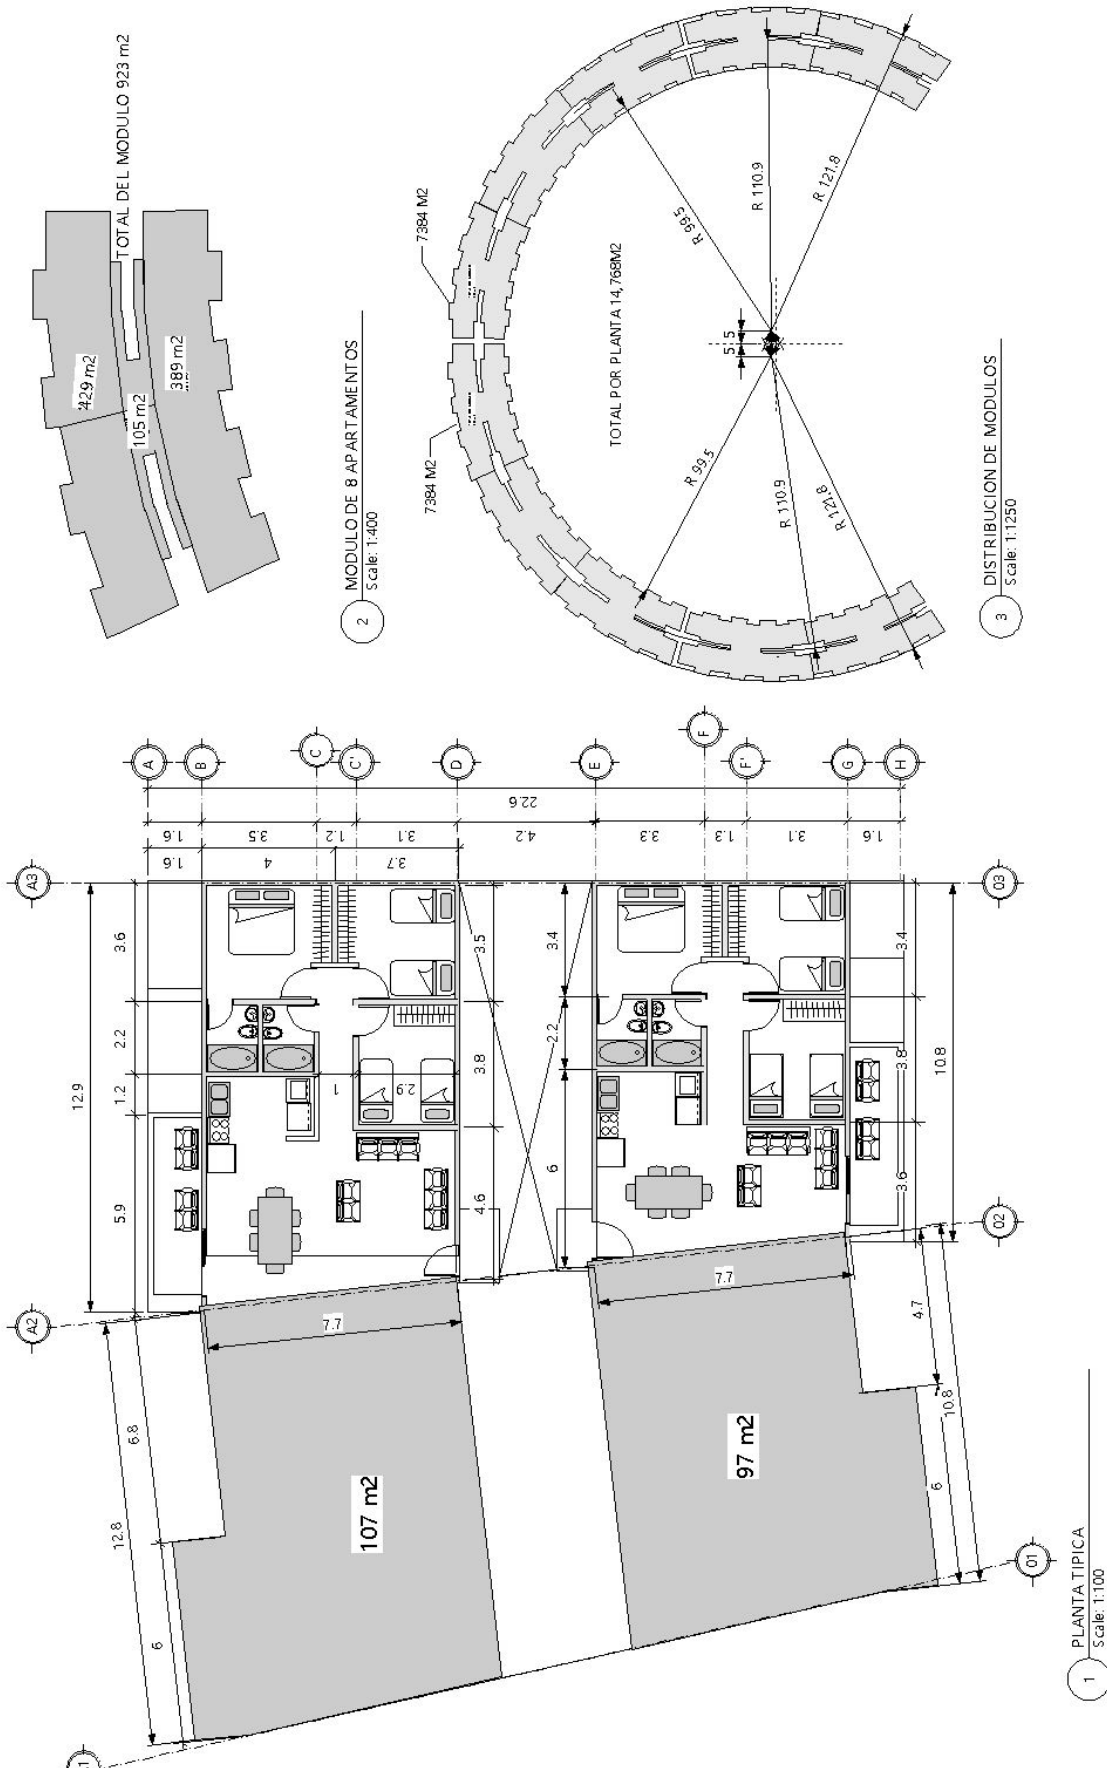 TOTAL DEL MODULO 923 m2
429 m2
105 m2
389 m2
2
MODULO DE 8 APARTAMENTOS
Scale: 1:400
7384 M2
7384 M2
TOTAL POR PLANTA 14,768M2
R 99.5
R 110.9
R 121.8
5
5
R 99.5
R 110.9
R 121.8
3
DISTRIBUCION DE MODULOS
Scale: 1:1250
A
B
C
C'
D
E
F
F'
G
H
22.6
1.6
3.5
1.2
3.1
4.2
3.3
1.3
3.1
1.6
1.6
4
3.7
A3
03
A2
02
01
12.9
3.6
2.2
1.2
5.9
3.5
3.8
4.6
3.4
2.2
6
1
2.9
3.4
3.8
3.6
10.8
7.7
7.7
12.8
6.8
6
4.7
10.8
6
107 m2
97 m2
1
PLANTA TIPICA
Scale: 1:100